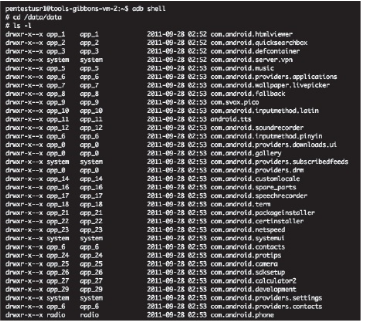 pentestusr1@tools-gibbons-vm-2:~$ adb shell
# cd /data/data
# ls -l
drwxr-x--x app_1 app_1 2011-09-28 02:52 com.android.htmlviewer
drwxr-x--x app_2 app_2 2011-09-28 02:52 com.android.quicksearchbox
drwxr-x--x app_3 app_3 2011-09-28 02:52 com.android.defcontainer
drwxr-x--x system system 2011-09-28 02:52 com.android.server.vpn
drwxr-x--x app_5 app_5 2011-09-28 02:53 com.android.music
drwxr-x--x app_6 app_6 2011-09-28 02:53 com.android.providers.applications
drwxr-x--x app_7 app_7 2011-09-28 02:53 com.android.wallpaper.livepicker
drwxr-x--x app_8 app_8 2011-09-28 02:53 com.android.fallback
drwxr-x--x app_9 app_9 2011-09-28 02:53 com.svox.pico
drwxr-x--x app_10 app_10 2011-09-28 02:53 com.android.inputmethod.latin
drwxr-x--x app_11 app_11 2011-09-28 02:53 android.tts
drwxr-x--x app_12 app_12 2011-09-28 02:53 com.android.soundrecorder
drwxr-x--x app_6 app_6 2011-09-28 02:53 com.android.inputmethod.pinyin
drwxr-x--x app_0 app_0 2011-09-28 02:53 com.android.providers.downloads.ui
drwxr-x--x app_0 app_0 2011-09-28 02:53 com.android.gallery
drwxr-x--x system system 2011-09-28 02:53 com.android.providers.subscribedfeeds
drwxr-x--x app_0 app_0 2011-09-28 02:53 com.android.providers.drm
drwxr-x--x app_14 app_14 2011-09-28 02:53 com.android.customlocale
drwxr-x--x app_16 app_16 2011-09-28 02:53 com.android.spare_parts
drwxr-x--x app_17 app_17 2011-09-28 02:53 com.android.speechrecorder
drwxr-x--x app_18 app_18 2011-09-28 02:53 com.android.term
drwxr-x--x app_21 app_21 2011-09-28 02:53 com.android.packageinstaller
drwxr-x--x app_22 app_22 2011-09-28 02:53 com.android.certinstaller
drwxr-x--x app_23 app_23 2011-09-28 02:53 com.android.netspeed
drwxr-x--x system system 2011-09-28 02:53 com.android.systemui
drwxr-x--x app_6 app_6 2011-09-28 02:53 com.android.contacts
drwxr-x--x app_24 app_24 2011-09-28 02:53 com.android.protips
drwxr-x--x app_25 app_25 2011-09-28 02:53 com.android.camera
drwxr-x--x app_26 app_26 2011-09-28 02:53 com.android.sdksetup
drwxr-x--x app_27 app_27 2011-09-28 02:53 com.android.calculator2
drwxr-x--x app_29 app_29 2011-09-28 02:53 com.android.development
drwxr-x--x system system 2011-09-28 02:53 com.android.providers.settings
drwxr-x--x app_6 app_6 2011-09-28 02:53 com.android.providers.contacts
drwxr-x--x radio radio 2011-09-28 02:53 com.android.phone